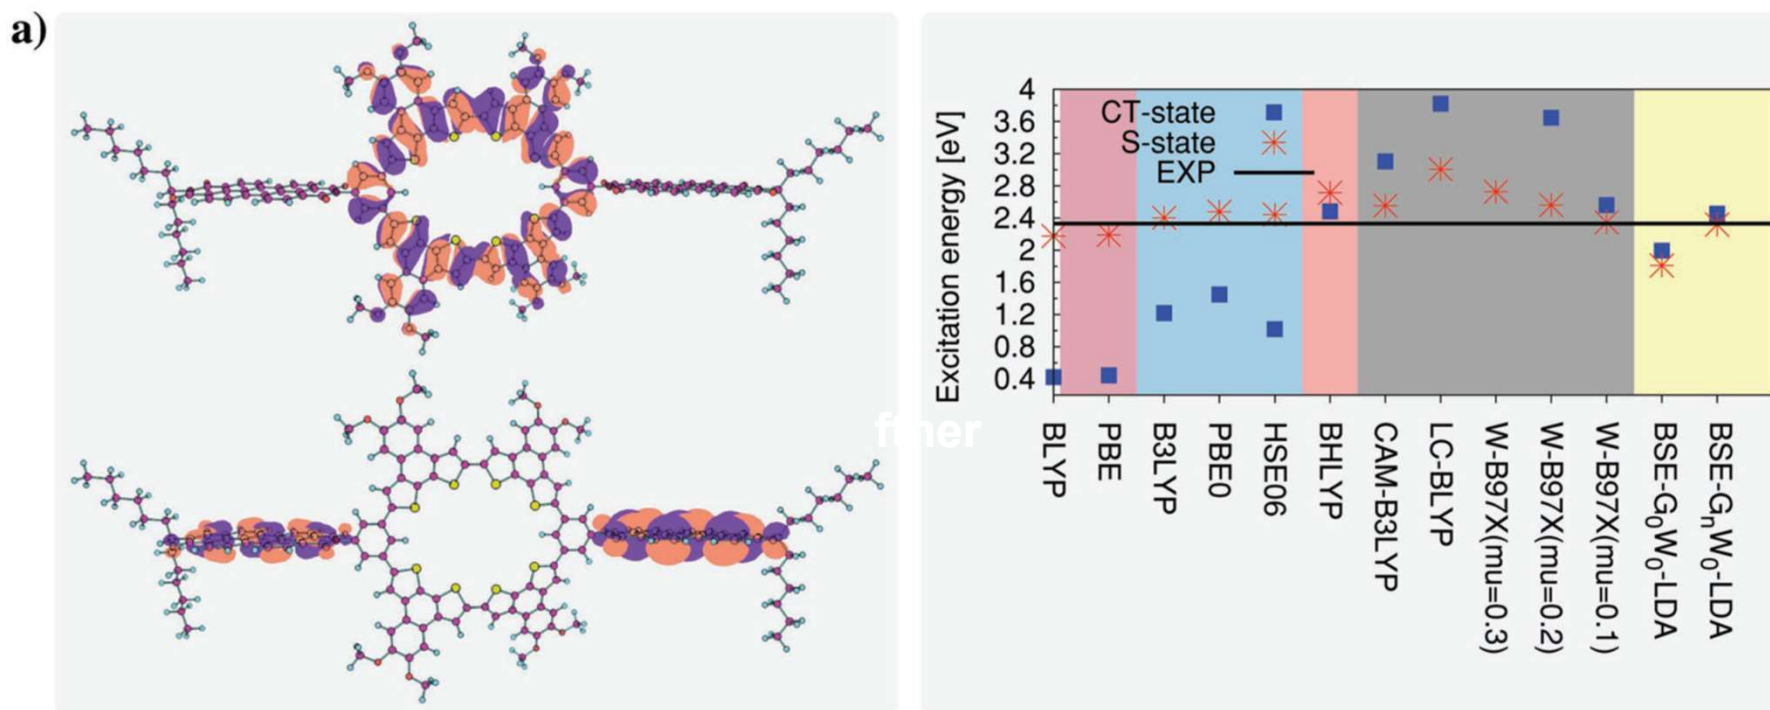 a)
4
3.6
3.2
2.8
2.4
2
1.6
1.2
0.8
0.4
Excitation energy [eV]
CT-state
S-state
EXP
BLYP
PBE
B3LYP
PBE0
HSE06
BHLYP
CAM-B3LYP
LC-BLYP
W-B97X(mu=0.3)
W-B97X(mu=0.2)
W-B97X(mu=0.1)
BSE-G₀W₀-LDA
BSE-GₙW₀-LDA